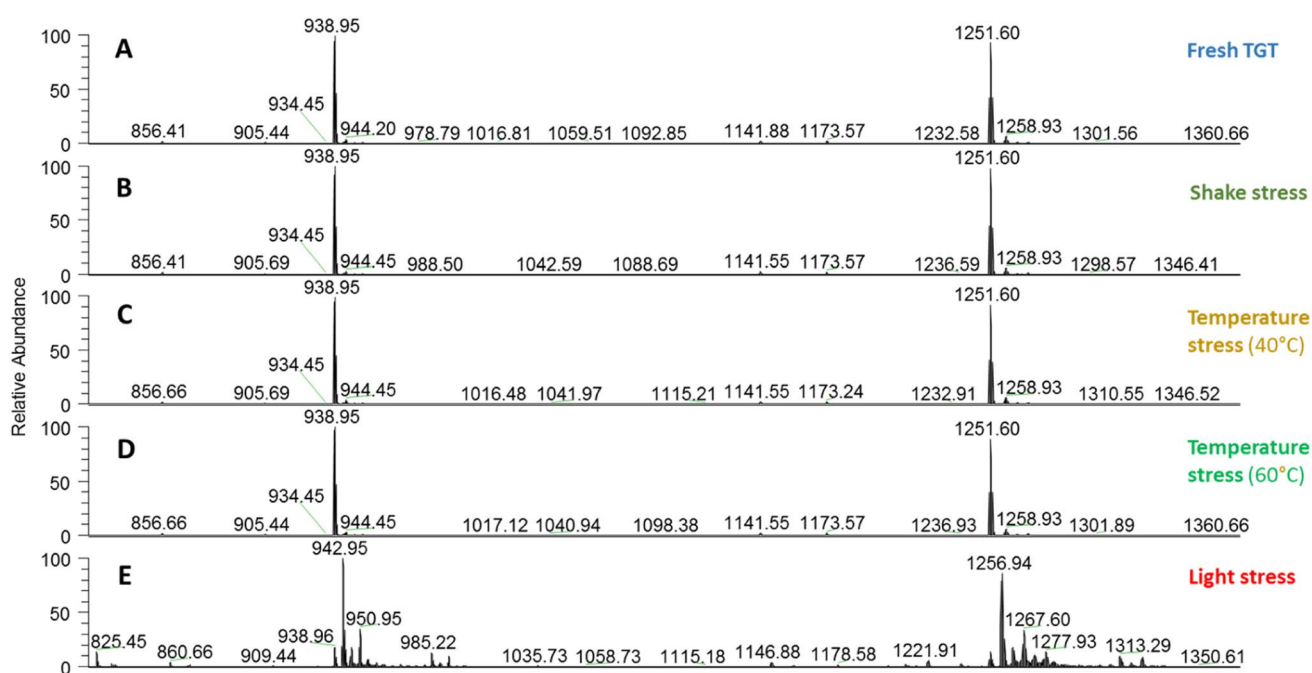 Relative Abundance
938.95
100
A
1251.60
Fresh TGT
50
934.45
0
856.41 905.44 944.20 978.79 1016.81 1059.51 1092.85 1141.88 1173.57 1232.58 1258.93 1301.56 1360.66
938.95
100
B
1251.60
Shake stress
50
934.45
0
856.41 905.69 944.45 988.50 1042.59 1088.69 1141.55 1173.57 1236.59 1258.93 1298.57 1346.41
938.95
100
C
1251.60
Temperature
stress (40°C)
50
934.45
0
856.66 905.69 944.45 1016.48 1041.97 1115.21 1141.55 1173.24 1232.91 1258.93 1310.55 1346.52
938.95
100
D
1251.60
Temperature
stress (60°C)
50
934.45
0
856.66 905.44 944.45 1017.12 1040.94 1098.38 1141.55 1173.57 1236.93 1258.93 1301.89 1360.66
942.95
100
E
1256.94
Light stress
50
950.95
1267.60
825.45 860.66 909.44 938.96 985.22 1035.73 1058.73 1115.18 1146.88 1178.58 1221.91 1277.93 1313.29 1350.61
0